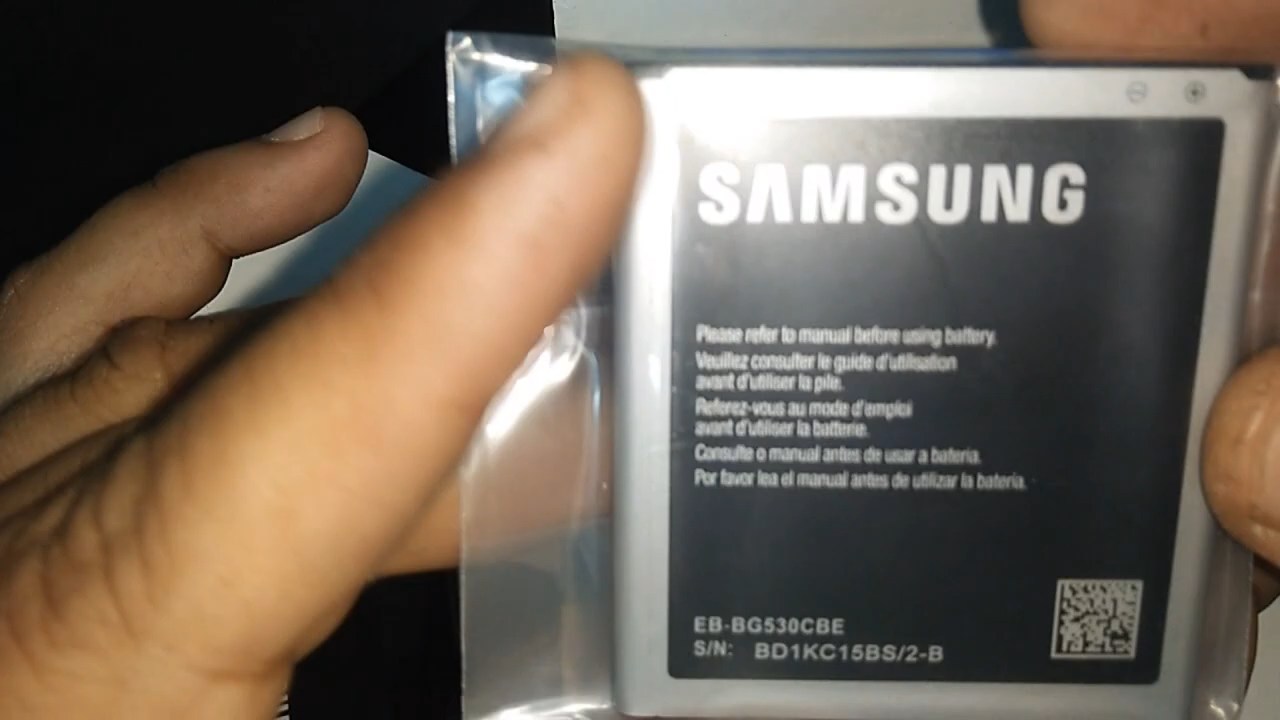 SAMSUNG
Please refer to manual before using battery.
Veuillez consulter le guide d'utilisation
avant d'utiliser la pile.
Referez-vous au mode d'emploi
avant d'utiliser la batterie.
Consulte o manual antes de usar a bateria.
Por favor lea el manual antes de utilizar la bateria.
EB-BG530CBE
S/N: BD1KC15BS/2-B